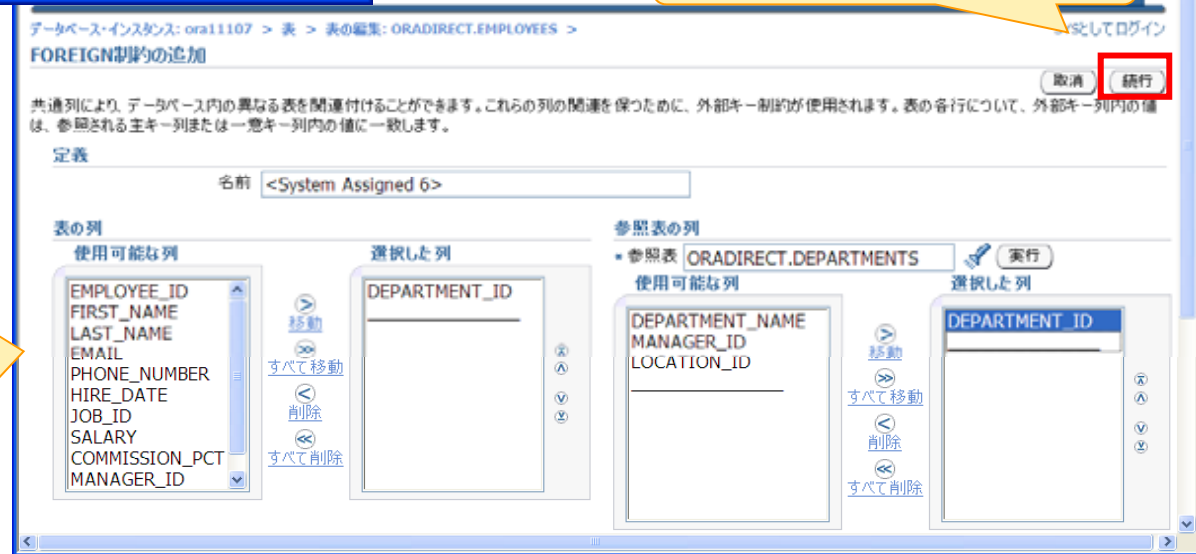 データベース・インスタンス: ora11107 > 表 > 表の編集: ORADIRECT.EMPLOYEES >
としてログイン
FOREIGN制約の追加
取消
続行
共通列により、データベース内の異なる表を関連付けることができます。これらの列の関連を保つために、外部キー制約が使用されます。表の各行について、外部キー列内の値
は、参照される主キー列または一意キー列内の値に一致します。
定義
名前 <System Assigned 6>
表の列
使用可能な列
選択した列
EMPLOYEE_ID
FIRST_NAME
LAST_NAME
EMAIL
PHONE_NUMBER
HIRE_DATE
JOB_ID
SALARY
COMMISSION_PCT
MANAGER_ID
移動
すべて移動
削除
すべて削除
DEPARTMENT_ID
参照表の列
参照表 ORADIRECT.DEPARTMENTS 実行
使用可能な列
選択した列
DEPARTMENT_NAME
MANAGER_ID
LOCATION_ID
移動
すべて移動
削除
すべて削除
DEPARTMENT_ID